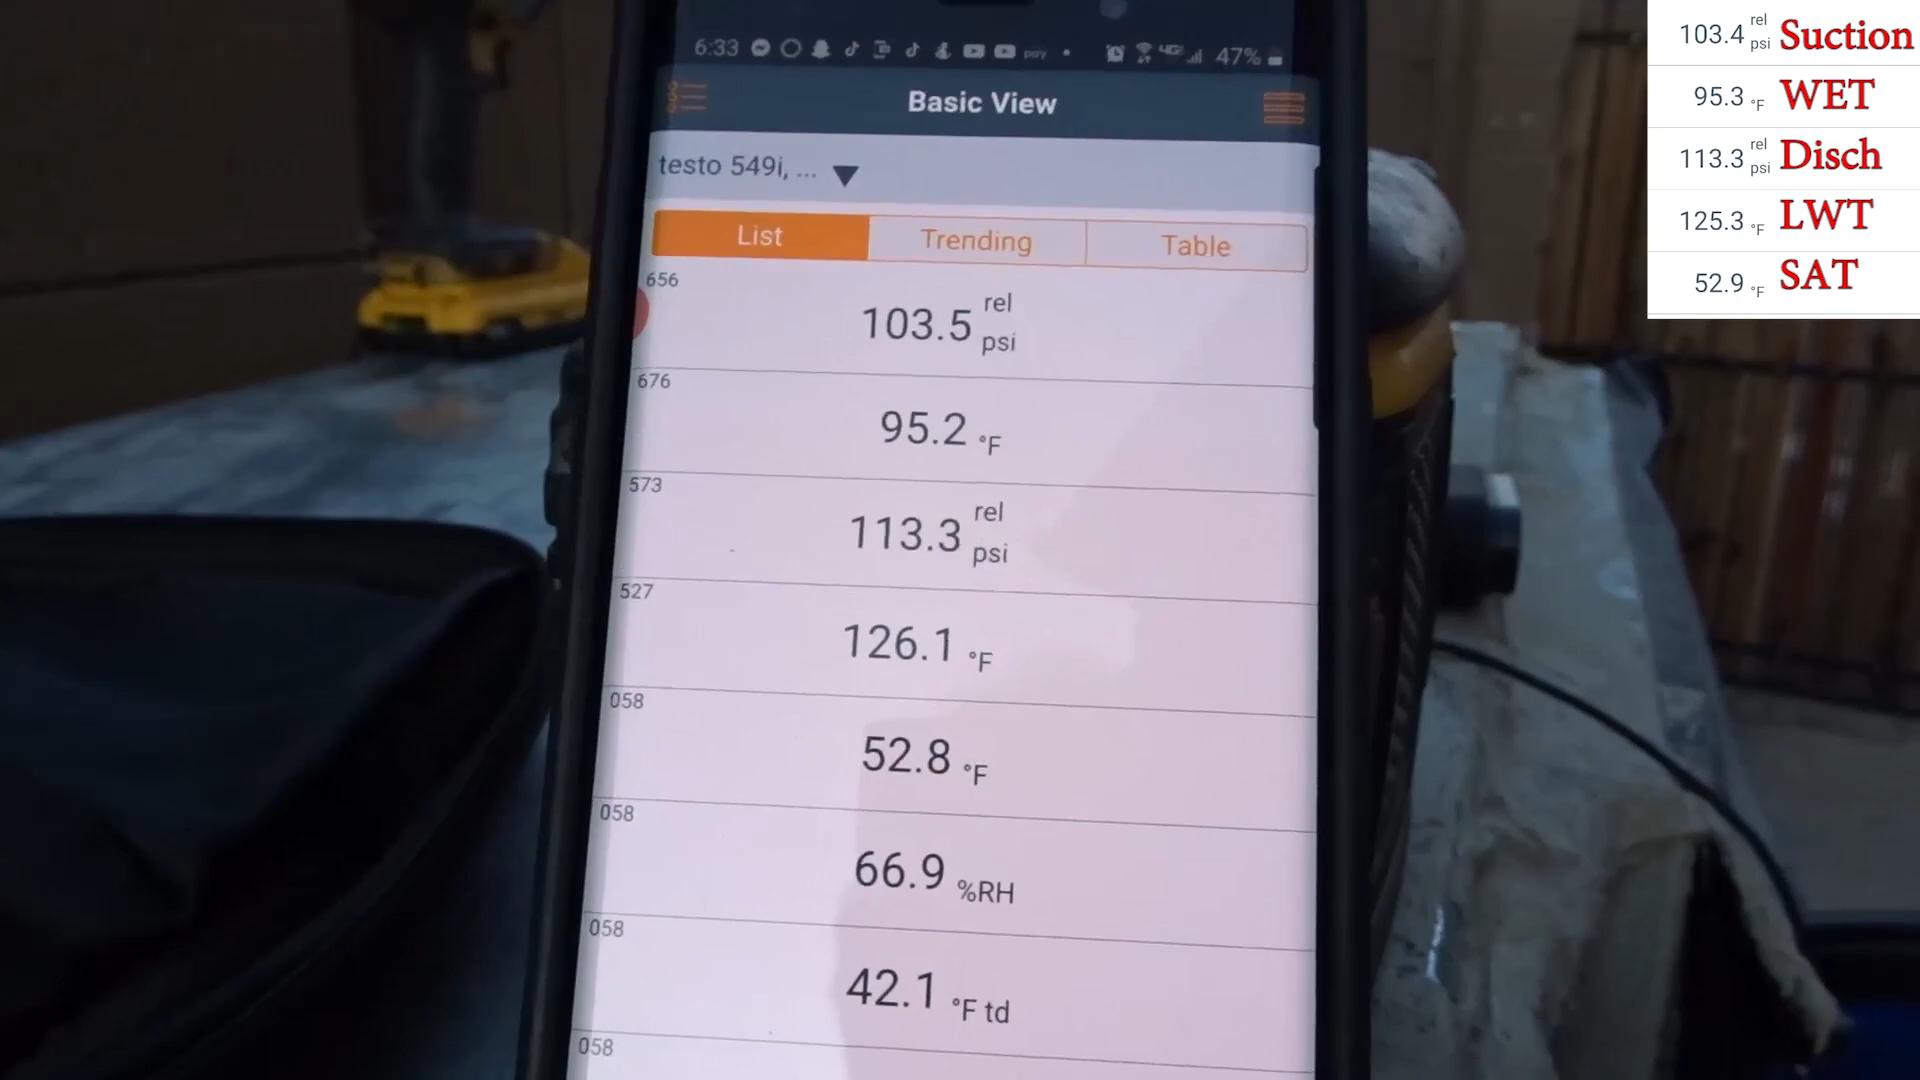 6:33 47%
Basic View
testo 549i, ...
List Trending Table
656
103.5 rel psi
676
95.2 °F
573
113.3 rel psi
527
126.1 °F
058
52.8 °F
058
66.9 %RH
058
42.1 °F td
058
103.4 rel psi Suction
95.3 °F WET
113.3 rel psi Disch
125.3 °F LWT
52.9 °F SAT